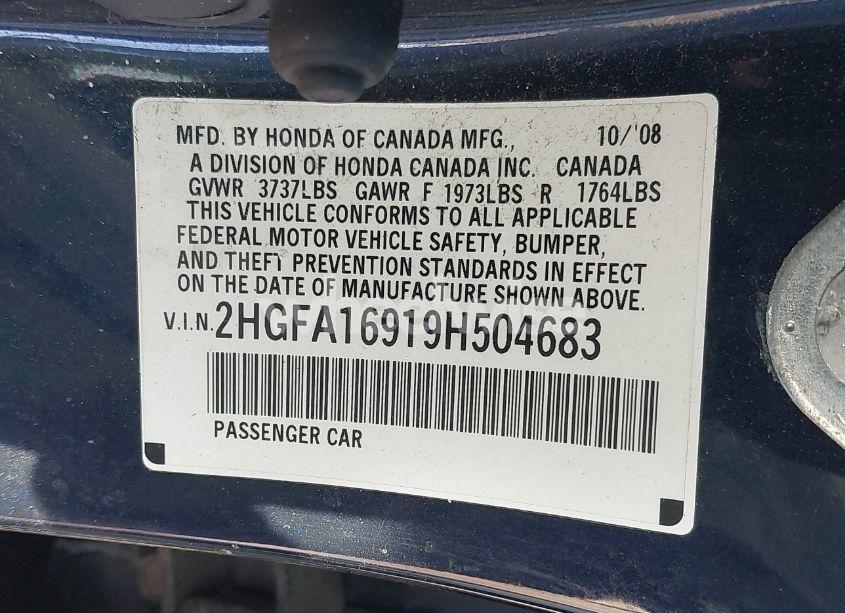 MFD. BY HONDA OF CANADA MFG., 10/'08
A DIVISION OF HONDA CANADA INC. CANADA
GVWR 3737LBS GAWR F 1973LBS R 1764LBS
THIS VEHICLE CONFORMS TO ALL APPLICABLE
FEDERAL MOTOR VEHICLE SAFETY, BUMPER,
AND THEFT PREVENTION STANDARDS IN EFFECT
ON THE DATE OF MANUFACTURE SHOWN ABOVE.
V.I.N. 2HGFA16919H504683
PASSENGER CAR